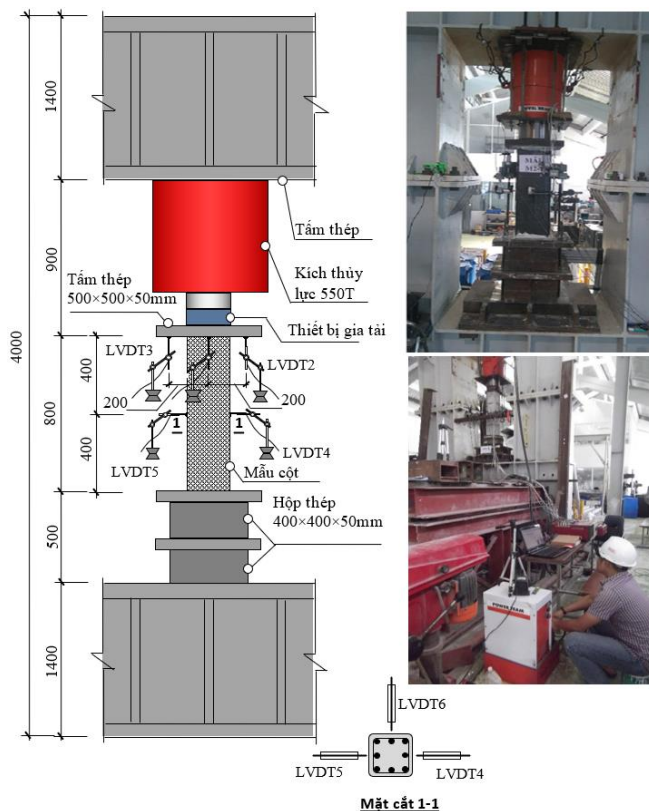 4000
1400
900
800
500
1400
400
400
Tấm thép
Kích thủy
lực 550T
Tấm thép
500×500×50mm
Thiết bị gia tải
LVDT3
LVDT2
200
200
1
1
LVDT5
LVDT4
Mẫu cột
Hộp thép
400×400×50mm
LVDT6
LVDT5
LVDT4
Mặt cắt 1-1
POWER TEAM